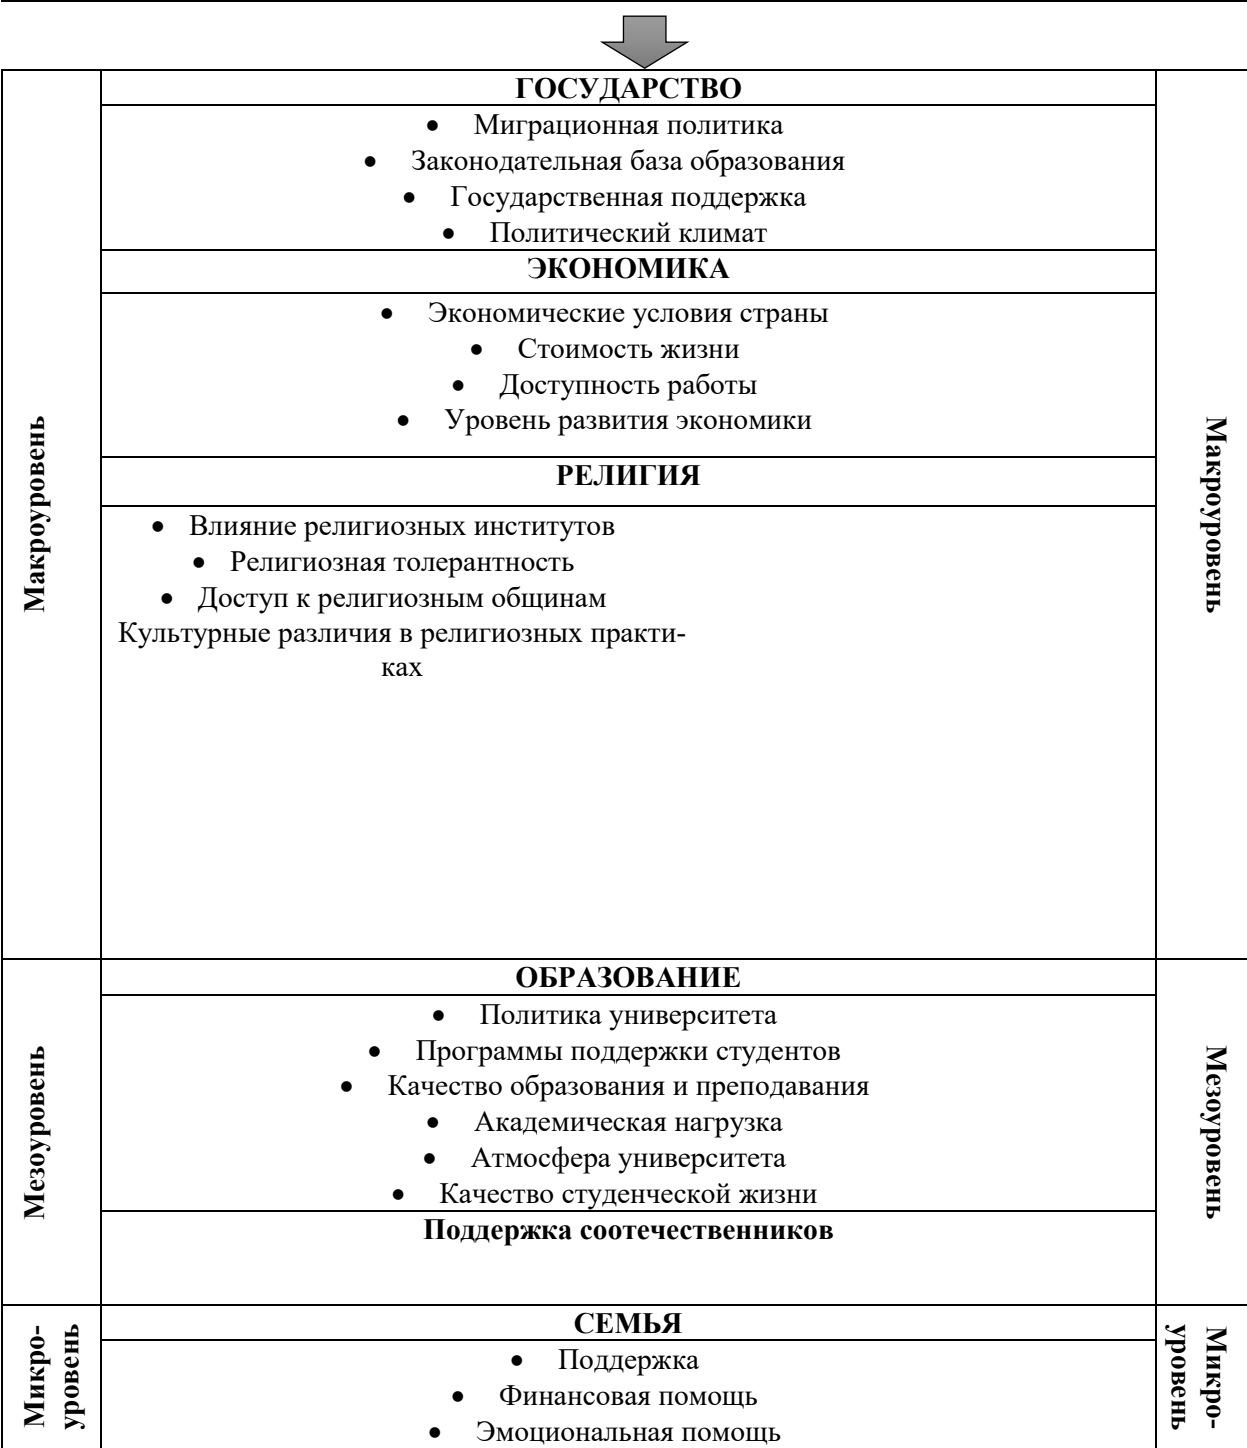 Макроуровень
ГОСУДАРСТВО
• Миграционная политика
• Законодательная база образования
• Государственная поддержка
• Политический климат
ЭКОНОМИКА
• Экономические условия страны
• Стоимость жизни
• Доступность работы
• Уровень развития экономики
РЕЛИГИЯ
• Влияние религиозных институтов
• Религиозная толерантность
• Доступ к религиозным общинам
Культурные различия в религиозных практи-
ках
Макроуровень
Мезоуровень
ОБРАЗОВАНИЕ
• Политика университета
• Программы поддержки студентов
• Качество образования и преподавания
• Академическая нагрузка
• Атмосфера университета
• Качество студенческой жизни
Поддержка соотечественников
Мезоуровень
Микро-
уровень
СЕМЬЯ
• Поддержка
• Финансовая помощь
• Эмоциональная помощь
Микро-
уровень